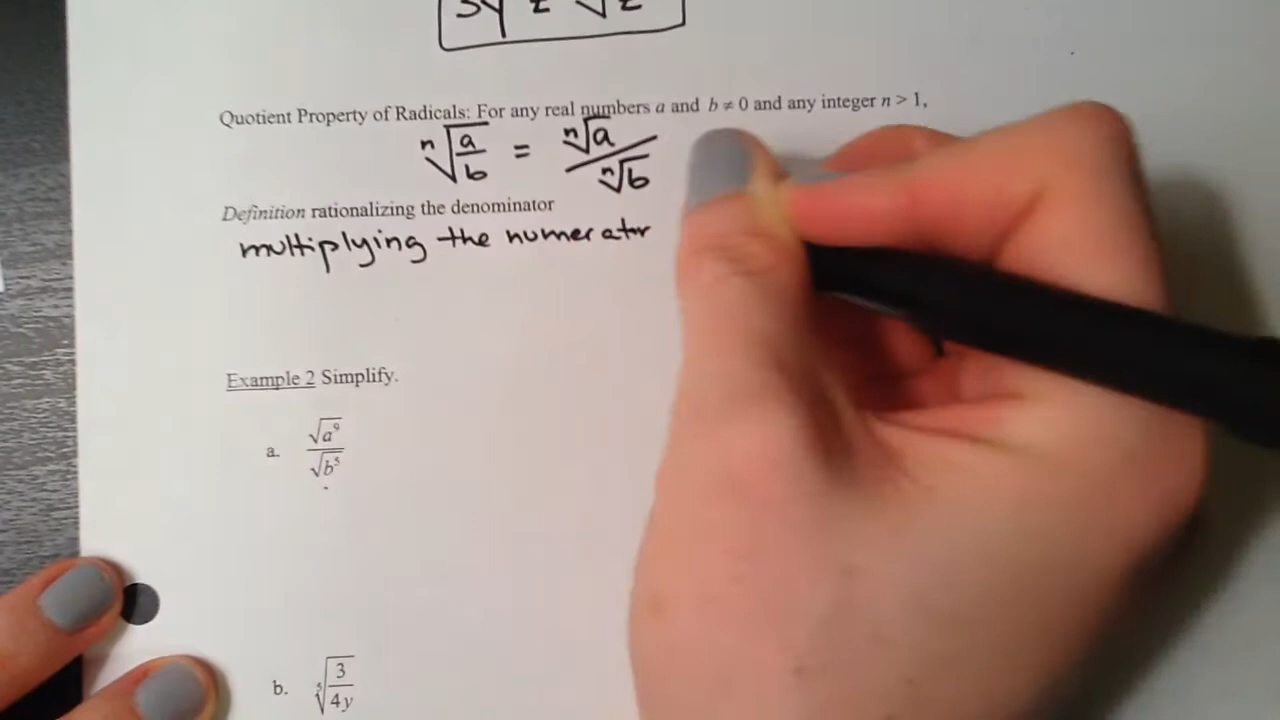 3y² z √z
Quotient Property of Radicals: For any real numbers a and b ≠ 0 and any integer n > 1,
ⁿ√(a/b) = ⁿ√a / ⁿ√b
Definition rationalizing the denominator
multiplying the numerator
Example 2 Simplify.
a. √a⁹ / √b⁵
b. ⁵√(3/4y)